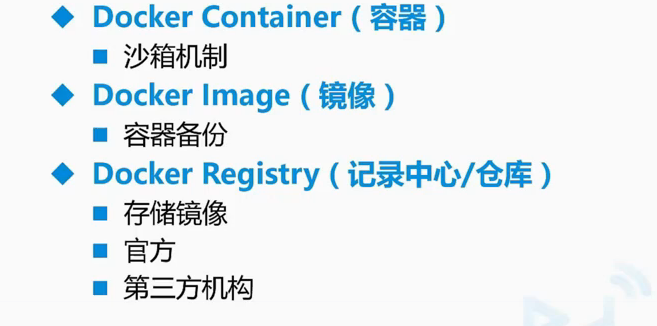 Docker Container（容器）
沙箱机制
Docker Image（镜像）
容器备份
Docker Registry（记录中心/仓库）
存储镜像
官方
第三方机构